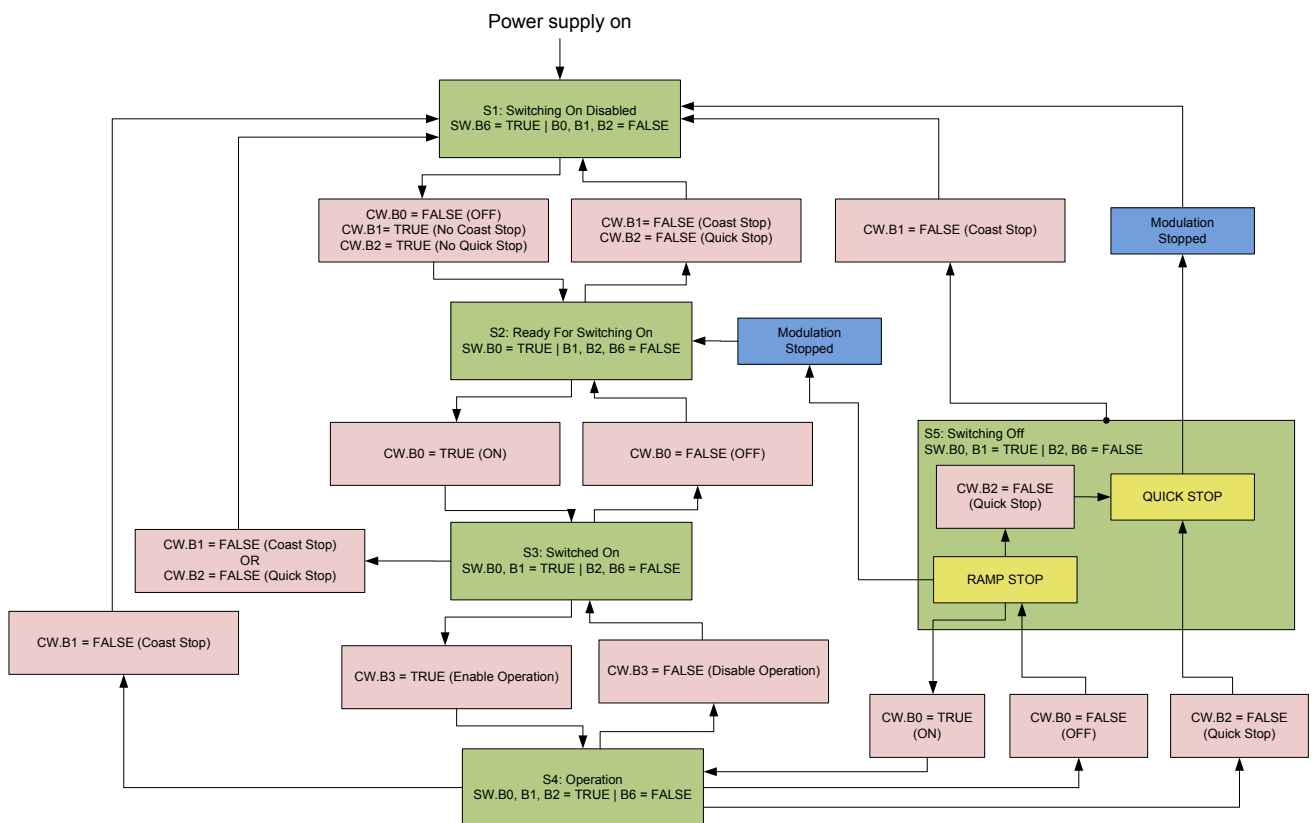 Power supply on
S1: Switching On Disabled
SW.B6 = TRUE | B0, B1, B2 = FALSE
CW.B0 = FALSE (OFF)
CW.B1= TRUE (No Coast Stop)
CW.B2 = TRUE (No Quick Stop)
CW.B1= FALSE (Coast Stop)
CW.B2 = FALSE (Quick Stop)
CW.B1 = FALSE (Coast Stop)
Modulation
Stopped
S2: Ready For Switching On
SW.B0 = TRUE | B1, B2, B6 = FALSE
Modulation
Stopped
CW.B0 = TRUE (ON)
CW.B0 = FALSE (OFF)
S5: Switching Off
SW.B0, B1 = TRUE | B2, B6 = FALSE
CW.B2 = FALSE
(Quick Stop)
QUICK STOP
CW.B1 = FALSE (Coast Stop)
OR
CW.B2 = FALSE (Quick Stop)
S3: Switched On
SW.B0, B1 = TRUE | B2, B6 = FALSE
RAMP STOP
CW.B1 = FALSE (Coast Stop)
CW.B3 = TRUE (Enable Operation)
CW.B3 = FALSE (Disable Operation)
CW.B0 = TRUE
(ON)
CW.B0 = FALSE
(OFF)
CW.B2 = FALSE
(Quick Stop)
S4: Operation
SW.B0, B1, B2 = TRUE | B6 = FALSE